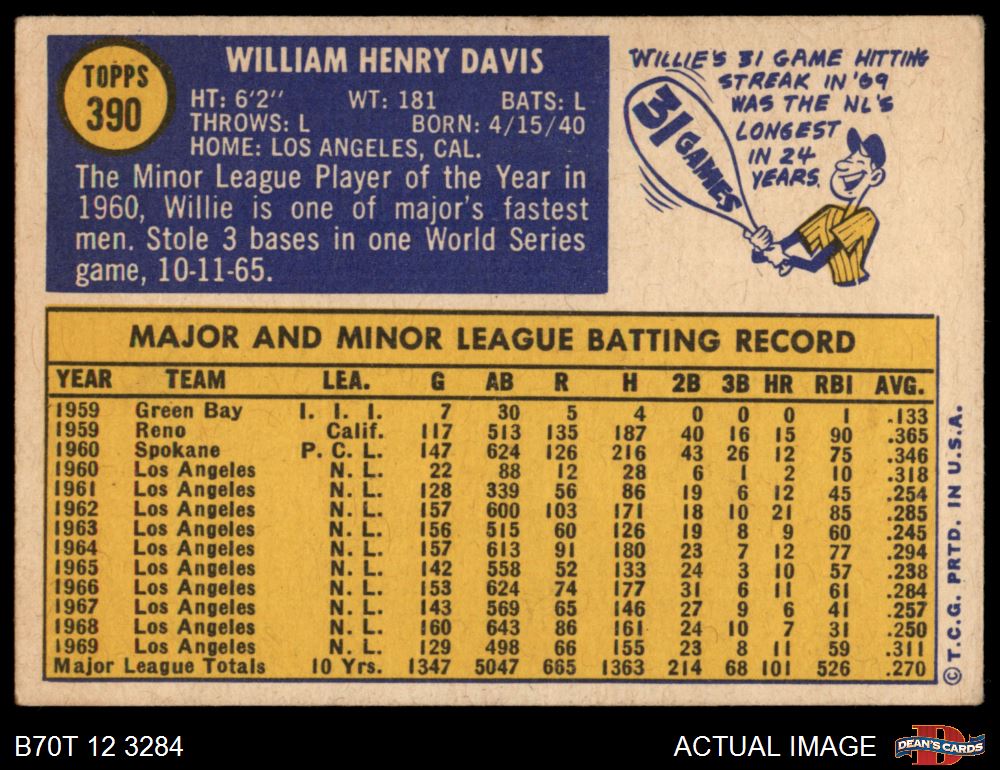 TOPPS
390
WILLIAM HENRY DAVIS
HT: 6'2" WT: 181 BATS: L
THROWS: L BORN: 4/15/40
HOME: LOS ANGELES, CAL.
The Minor League Player of the Year in
1960, Willie is one of major's fastest
men. Stole 3 bases in one World Series
game, 10-11-65.
WILLIE'S 31 GAME HITTING
STREAK IN '69
WAS THE NL'S
LONGEST
IN 24
YEARS.
31 GAMES
MAJOR AND MINOR LEAGUE BATTING RECORD
YEAR TEAM LEA. G AB R H 2B 3B HR RBI AVG.
1959 Green Bay I. I. I. 7 30 5 4 0 0 0 1 .133
1959 Reno Calif. 117 513 135 187 40 16 15 90 .365
1960 Spokane P. C. L. 147 624 126 216 43 26 12 75 .346
1960 Los Angeles N. L. 22 88 12 28 6 1 2 10 .318
1961 Los Angeles N. L. 128 339 56 86 19 6 12 45 .254
1962 Los Angeles N. L. 157 600 103 171 18 10 21 85 .285
1963 Los Angeles N. L. 156 515 60 126 19 8 9 60 .245
1964 Los Angeles N. L. 157 613 91 180 23 7 12 77 .294
1965 Los Angeles N. L. 142 558 52 133 24 3 10 57 .238
1966 Los Angeles N. L. 153 624 74 177 31 6 11 61 .284
1967 Los Angeles N. L. 143 569 65 146 27 9 6 41 .257
1968 Los Angeles N. L. 160 643 86 161 24 10 7 31 .250
1969 Los Angeles N. L. 129 498 66 155 23 8 11 59 .311
Major League Totals 10 Yrs. 1347 5047 665 1363 214 68 101 526 .270
© T.C.G. PRTD. IN U.S.A.
B70T 12 3284
ACTUAL IMAGE
D
DEAN'S CARDS